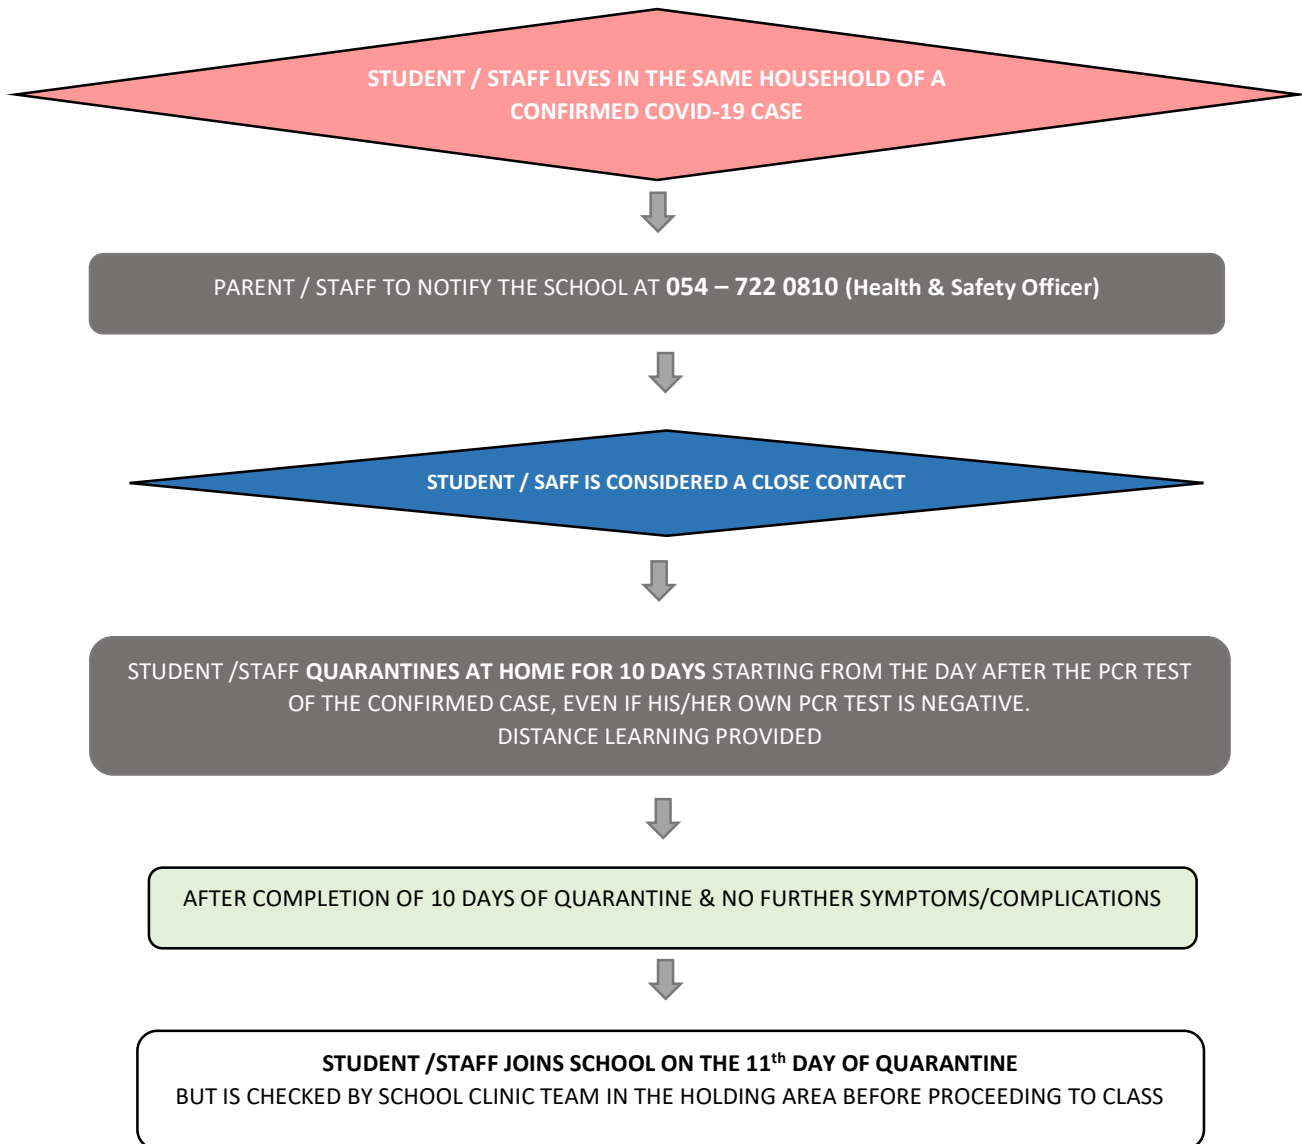 STUDENT / STAFF LIVES IN THE SAME HOUSEHOLD OF A
CONFIRMED COVID-19 CASE
PARENT / STAFF TO NOTIFY THE SCHOOL AT 054 – 722 0810 (Health & Safety Officer)
STUDENT / SAFF IS CONSIDERED A CLOSE CONTACT
STUDENT /STAFF QUARANTINES AT HOME FOR 10 DAYS STARTING FROM THE DAY AFTER THE PCR TEST
OF THE CONFIRMED CASE, EVEN IF HIS/HER OWN PCR TEST IS NEGATIVE.
DISTANCE LEARNING PROVIDED
AFTER COMPLETION OF 10 DAYS OF QUARANTINE & NO FURTHER SYMPTOMS/COMPLICATIONS
STUDENT /STAFF JOINS SCHOOL ON THE 11th DAY OF QUARANTINE
BUT IS CHECKED BY SCHOOL CLINIC TEAM IN THE HOLDING AREA BEFORE PROCEEDING TO CLASS